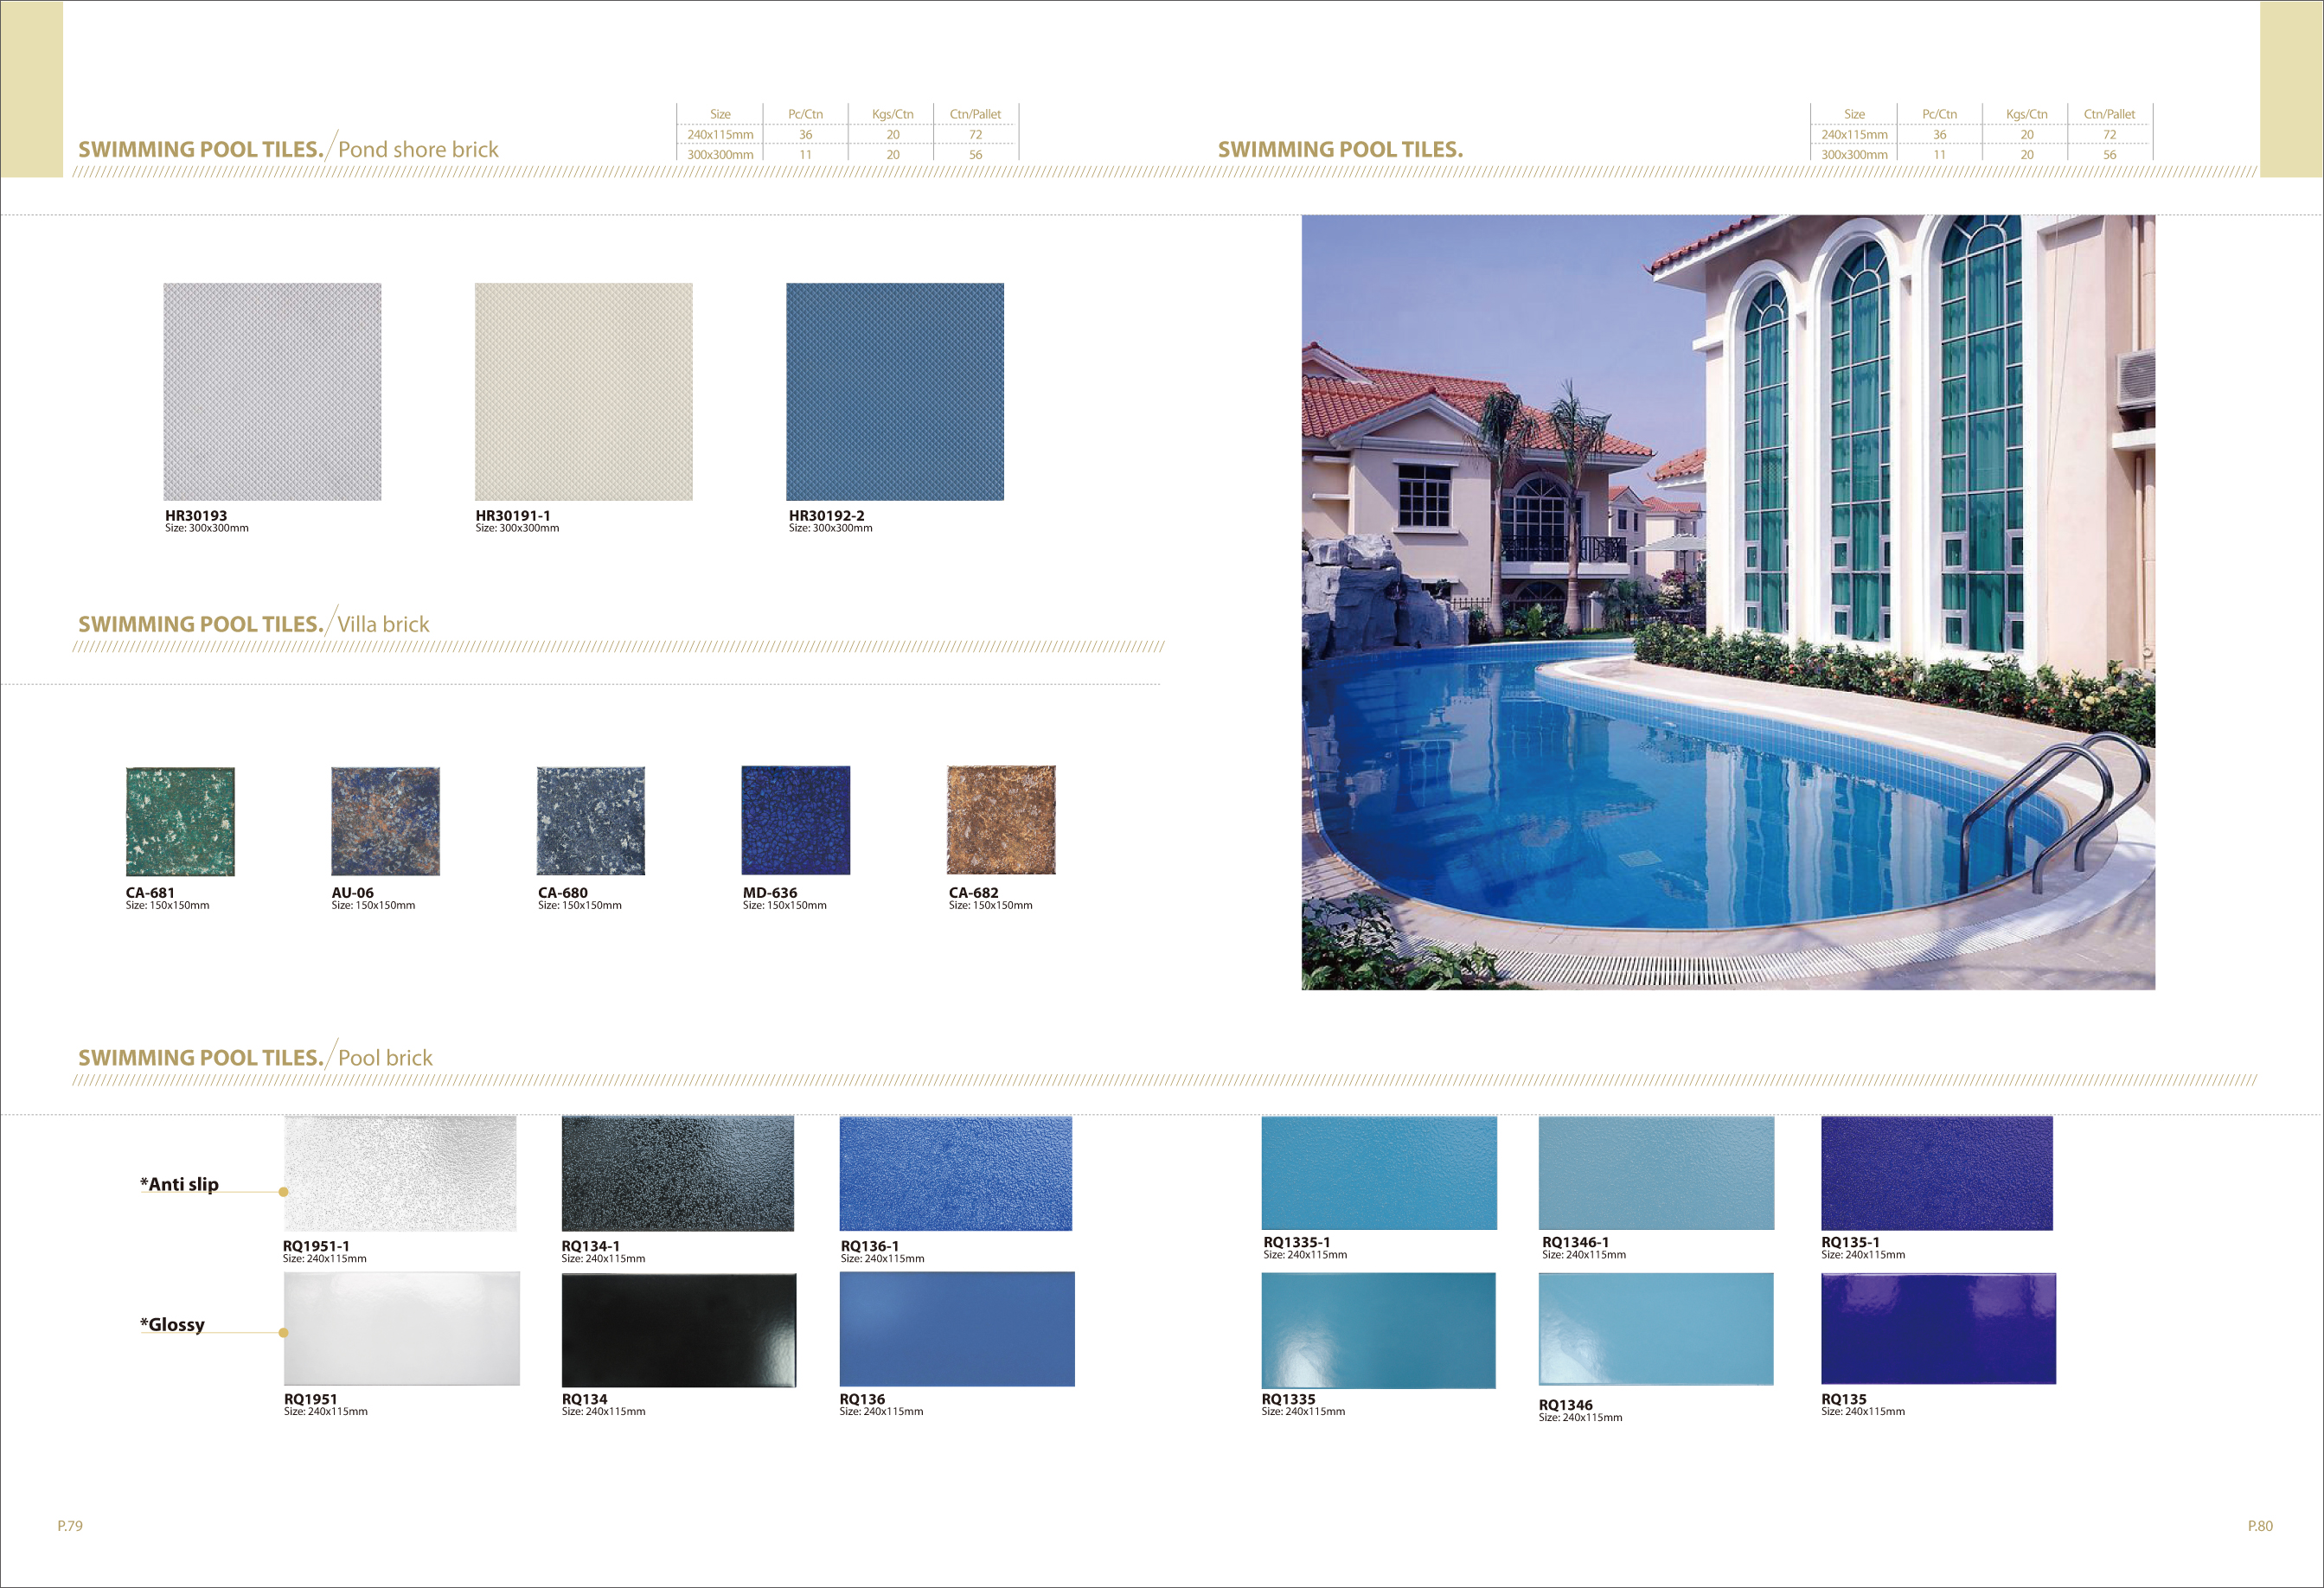 SWIMMING POOL TILES. / Pond shore brick
Size Pc/Ctn Kgs/Ctn Ctn/Pallet
240x115mm 36 20 72
300x300mm 11 20 56
SWIMMING POOL TILES.
Size Pc/Ctn Kgs/Ctn Ctn/Pallet
240x115mm 36 20 72
300x300mm 11 20 56
HR30193
Size: 300x300mm
HR30191-1
Size: 300x300mm
HR30192-2
Size: 300x300mm
SWIMMING POOL TILES. / Villa brick
CA-681
Size: 150x150mm
AU-06
Size: 150x150mm
CA-680
Size: 150x150mm
MD-636
Size: 150x150mm
CA-682
Size: 150x150mm
SWIMMING POOL TILES. / Pool brick
*Anti slip
RQ1951-1
Size: 240x115mm
RQ134-1
Size: 240x115mm
RQ136-1
Size: 240x115mm
RQ1335-1
Size: 240x115mm
RQ1346-1
Size: 240x115mm
RQ135-1
Size: 240x115mm
*Glossy
RQ1951
Size: 240x115mm
RQ134
Size: 240x115mm
RQ136
Size: 240x115mm
RQ1335
Size: 240x115mm
RQ1346
Size: 240x115mm
RQ135
Size: 240x115mm
P.79
P.80